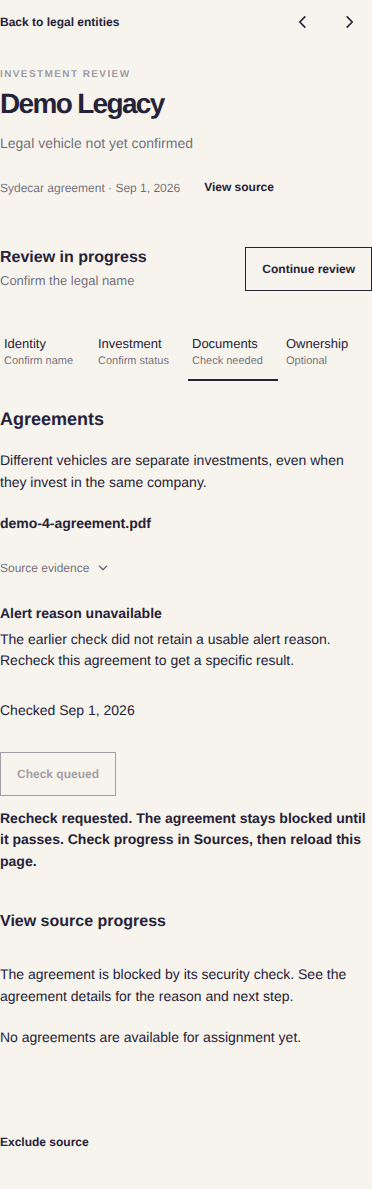 Back to legal entities
INVESTMENT REVIEW
Demo Legacy
Legal vehicle not yet confirmed
Sydecar agreement · Sep 1, 2026 View source
Review in progress
Confirm the legal name
Continue review
Identity Investment Documents Ownership
Confirm name Confirm status Check needed Optional
Agreements
Different vehicles are separate investments, even when
they invest in the same company.
demo-4-agreement.pdf
Source evidence
Alert reason unavailable
The earlier check did not retain a usable alert reason.
Recheck this agreement to get a specific result.
Checked Sep 1, 2026
Check queued
Recheck requested. The agreement stays blocked until
it passes. Check progress in Sources, then reload this
page.
View source progress
The agreement is blocked by its security check. See the
agreement details for the reason and next step.
No agreements are available for assignment yet.
Exclude source